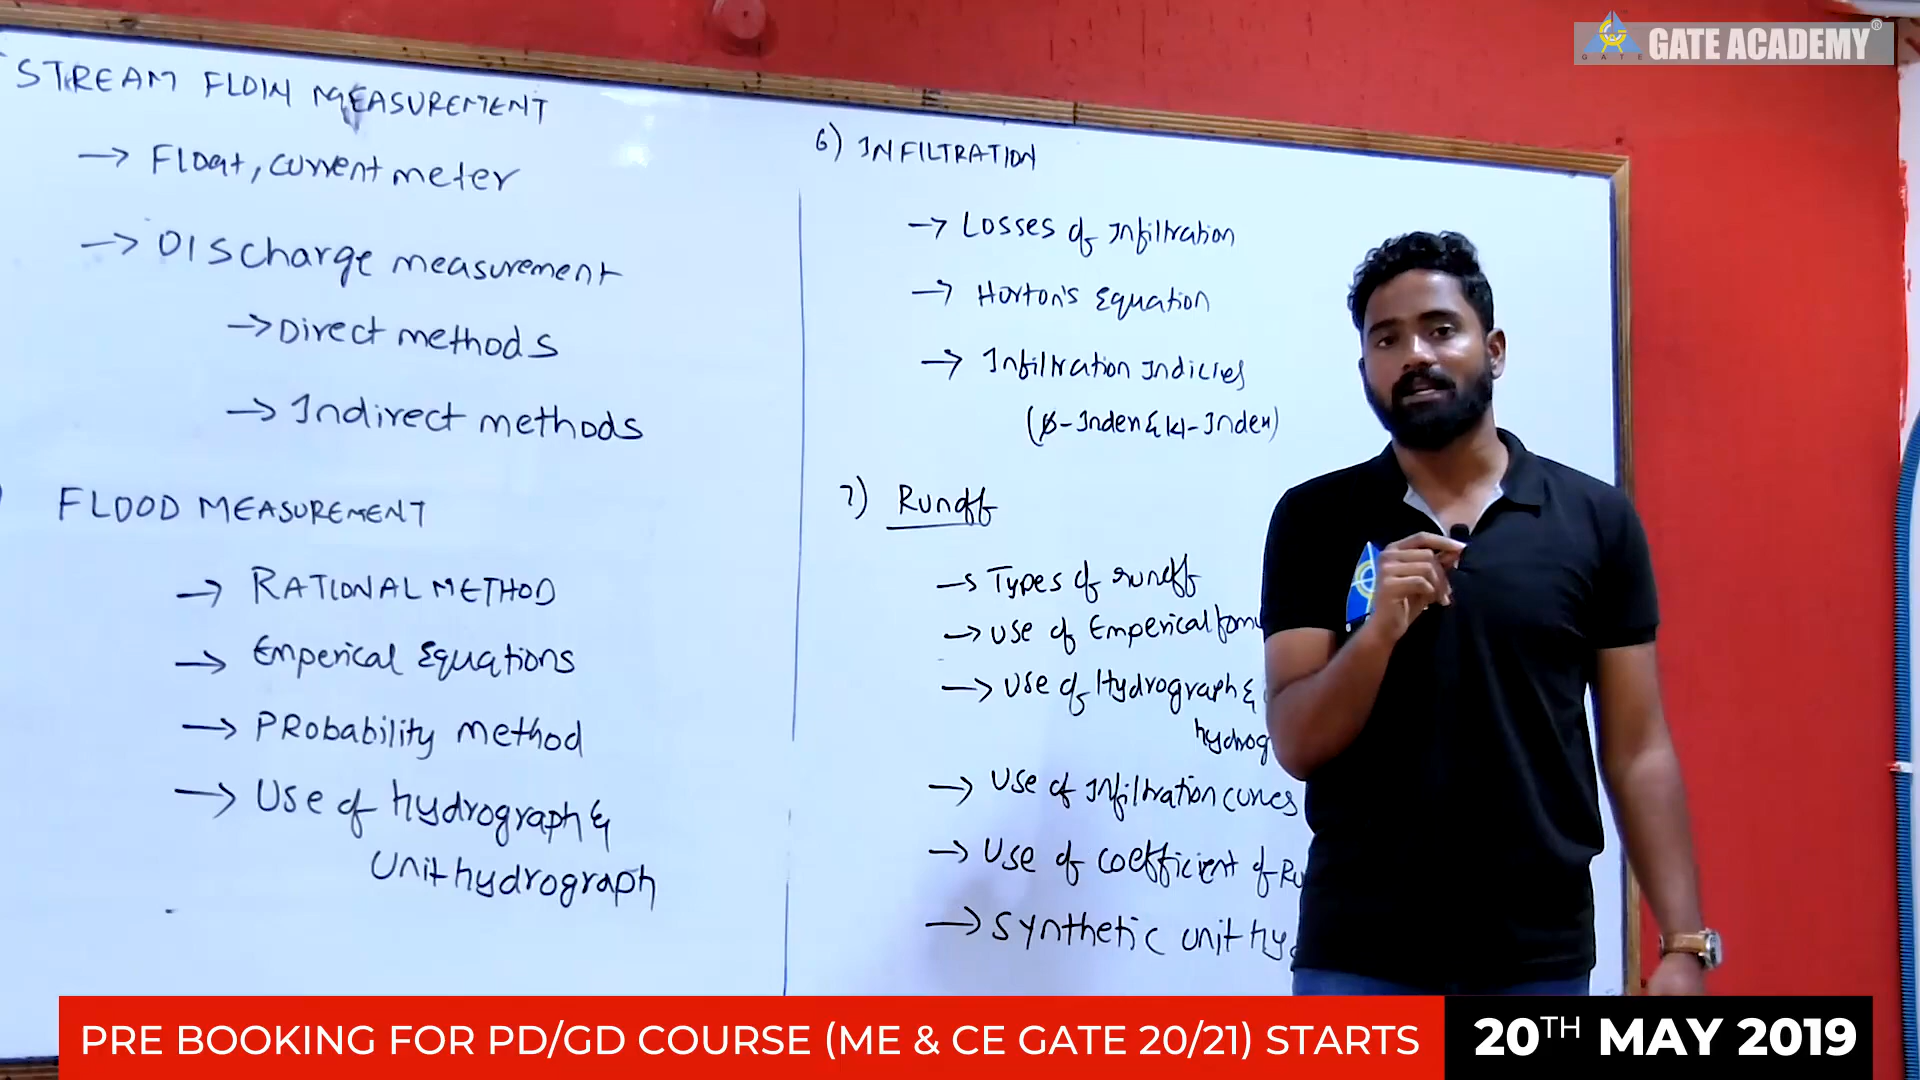 STREAM FLOW MEASUREMENT
→ Float, current meter
→ Discharge measurement
→ Direct methods
→ Indirect methods
FLOOD MEASUREMENT
→ RATIONAL METHOD
→ Emperical Equations
→ PRobability method
→ Use of hydrograph &
Unit hydrograph
6) INFILTRATION
→ Losses of Infiltration
→ Horton's Equation
→ Infiltration Indicies
(φ-Index & W-Index)
7) Runoff
→ Types of runoff
→ Use of Emperical
→ Use of Hydrograph &
→ Use of Infiltration curves
→ Use of coefficient of
→ Synthetic unit
GATE ACADEMY®
GATE
PRE BOOKING FOR PD/GD COURSE (ME & CE GATE 20/21) STARTS
20TH MAY 2019